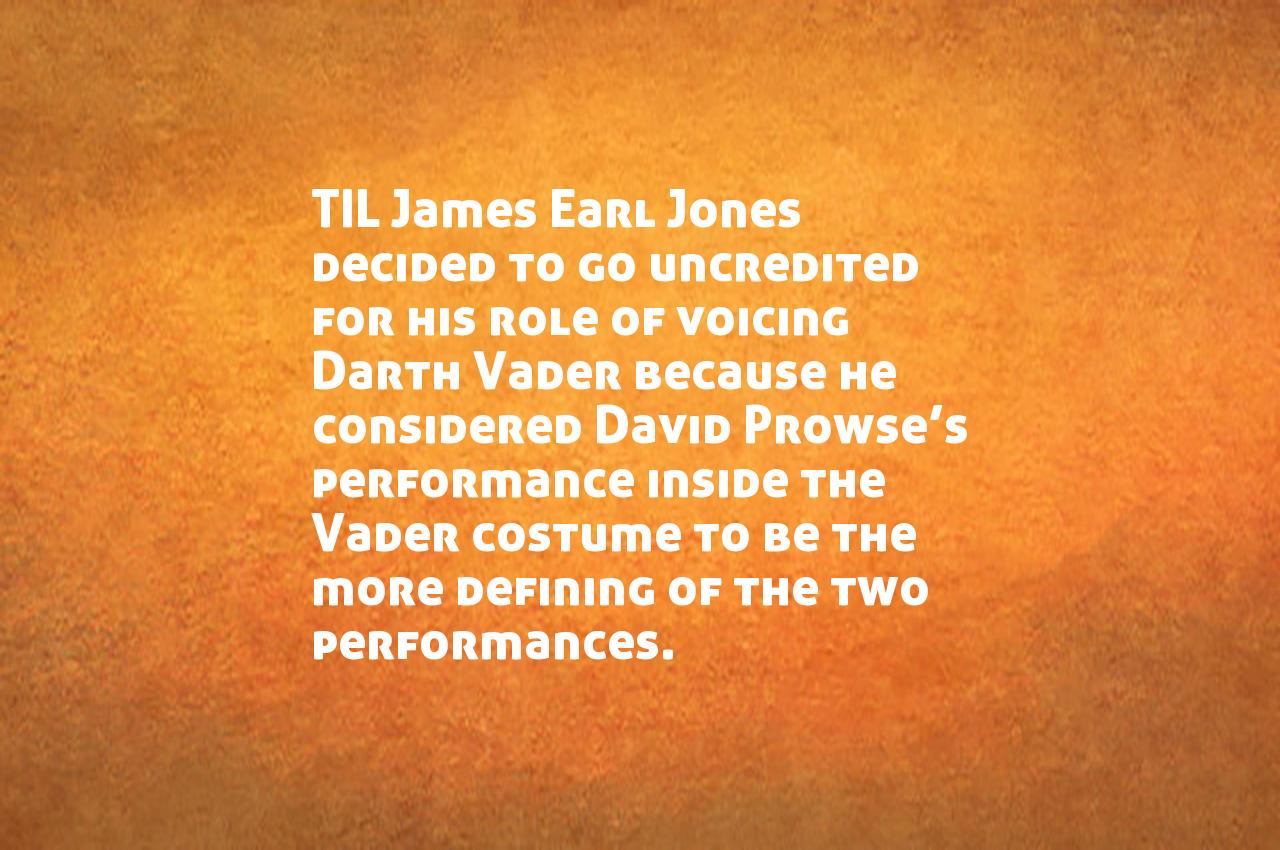 TIL James Earl Jones
decided to go uncredited
for his role of voicing
Darth Vader because he
considered David Prowse's
performance inside the
Vader costume to be the
more defining of the two
performances.